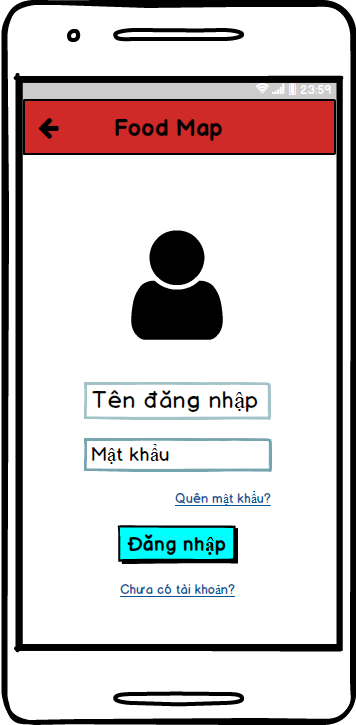 23:59
Food Map
Tên đăng nhập
Mật khẩu
Quên mật khẩu?
Đăng nhập
Chưa có tài khoản?